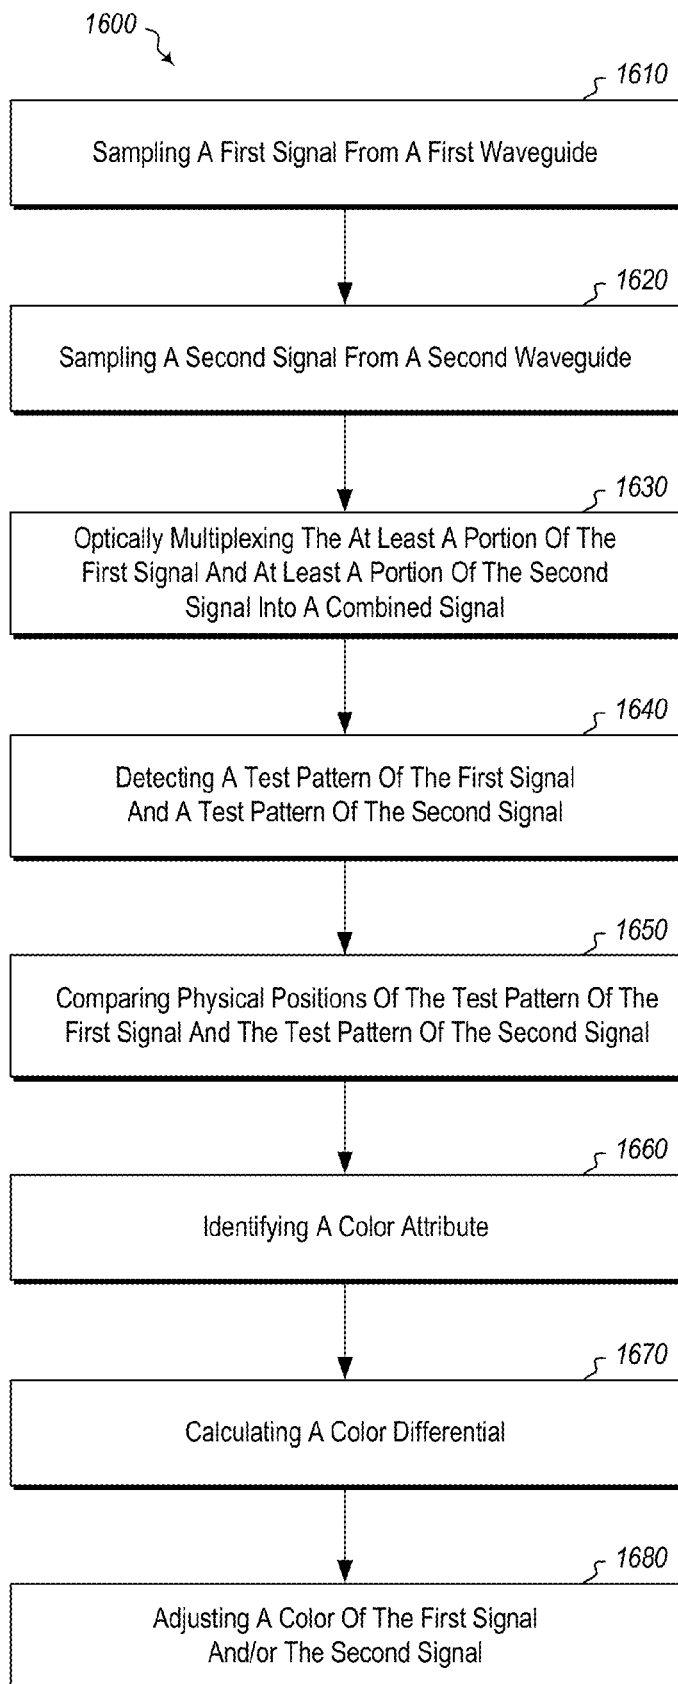 1600
1610
Sampling A First Signal From A First Waveguide
1620
Sampling A Second Signal From A Second Waveguide
1630
Optically Multiplexing The At Least A Portion Of The
First Signal And At Least A Portion Of The Second
Signal Into A Combined Signal
1640
Detecting A Test Pattern Of The First Signal
And A Test Pattern Of The Second Signal
1650
Comparing Physical Positions Of The Test Pattern Of The
First Signal And The Test Pattern Of The Second Signal
1660
Identifying A Color Attribute
1670
Calculating A Color Differential
1680
Adjusting A Color Of The First Signal
And/or The Second Signal